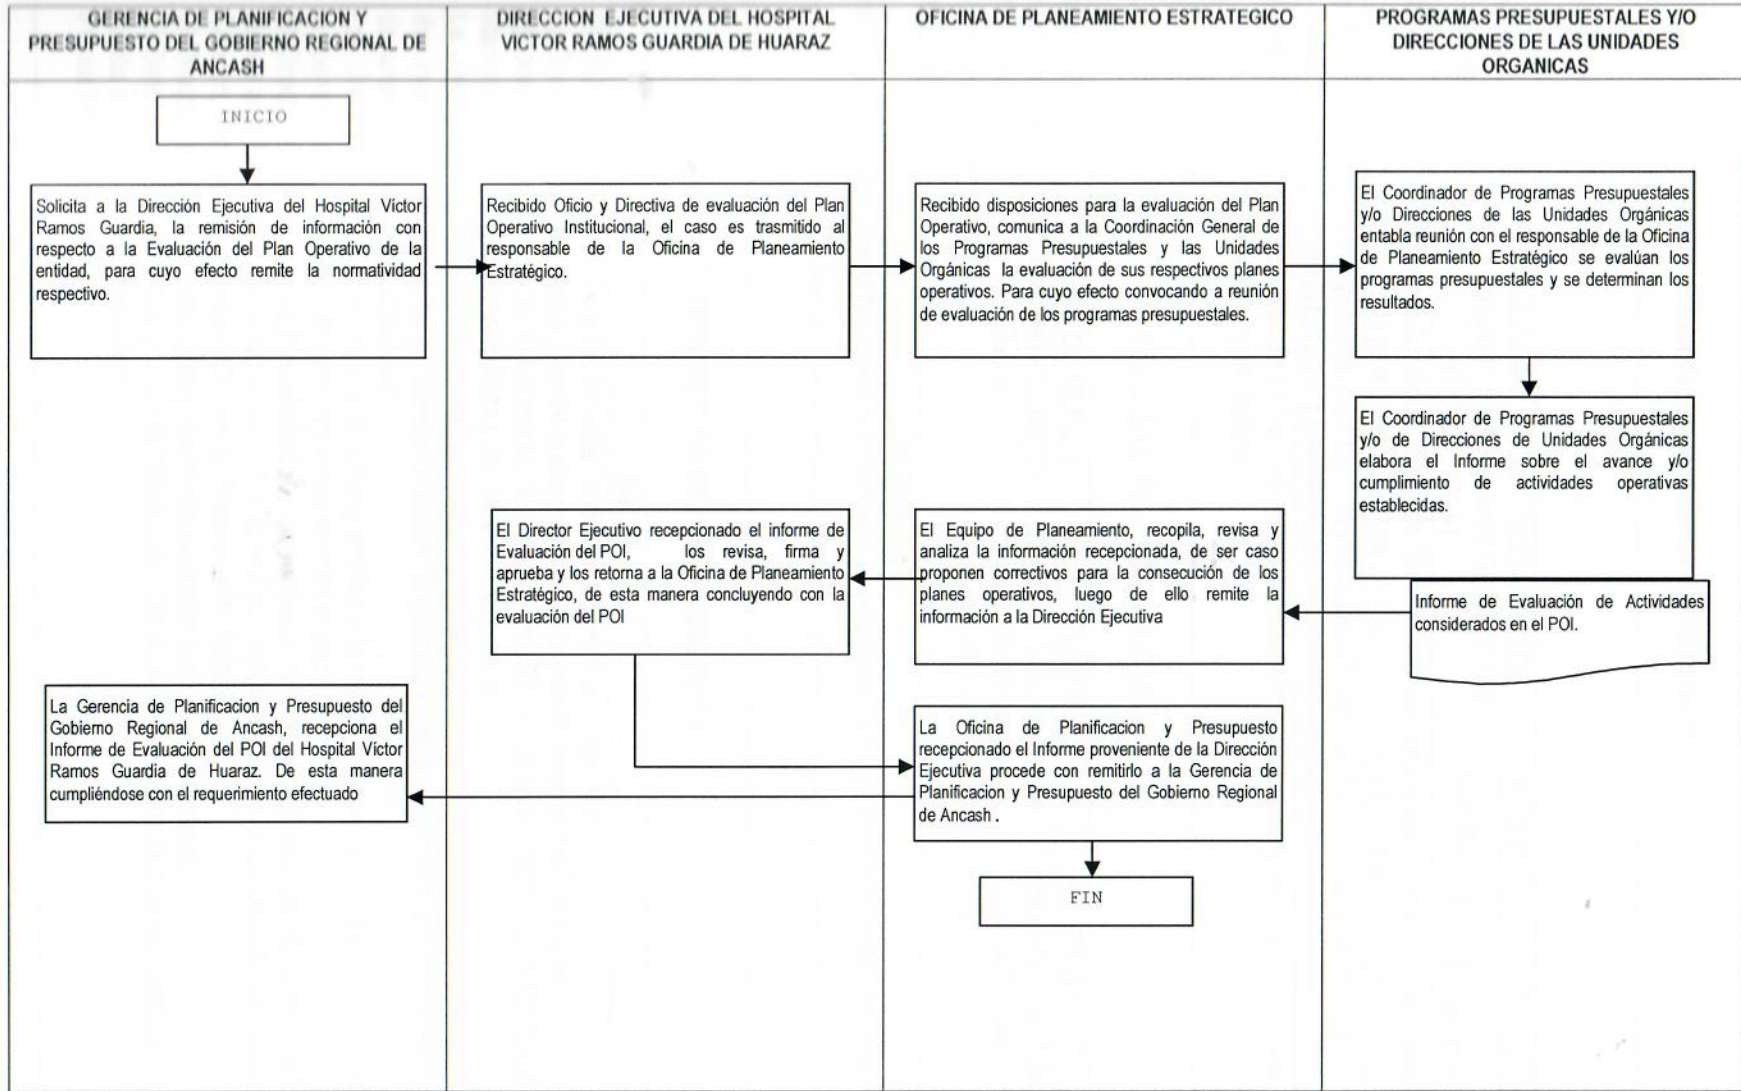 GERENCIA DE PLANIFICACION Y
PRESUPUESTO DEL GOBIERNO REGIONAL DE
ANCASH
DIRECCION EJECUTIVA DEL HOSPITAL
VICTOR RAMOS GUARDIA DE HUARAZ
OFICINA DE PLANEAMIENTO ESTRATEGICO
PROGRAMAS PRESUPUESTALES Y/O
DIRECCIONES DE LAS UNIDADES
ORGANICAS
INICIO
Solicita a la Dirección Ejecutiva del Hospital Víctor
Ramos Guardia, la remisión de información con
respecto a la Evaluación del Plan Operativo de la
entidad, para cuyo efecto remite la normatividad
respectivo.
Recibido Oficio y Directiva de evaluación del Plan
Operativo Institucional, el caso es trasmitido al
responsable de la Oficina de Planeamiento
Estratégico.
Recibido disposiciones para la evaluación del Plan
Operativo, comunica a la Coordinación General de
los Programas Presupuestales y las Unidades
Orgánicas la evaluación de sus respectivos planes
operativos. Para cuyo efecto convocando a reunión
de evaluación de los programas presupuestales.
El Coordinador de Programas Presupuestales
y/o Direcciones de las Unidades Orgánicas
entabla reunión con el responsable de la Oficina
de Planeamiento Estratégico se evalúan los
programas presupuestales y se determinan los
resultados.
El Coordinador de Programas Presupuestales
y/o de Direcciones de Unidades Orgánicas
elabora el Informe sobre el avance y/o
cumplimiento de actividades operativas
establecidas.
El Director Ejecutivo recepcionado el informe de
Evaluación del POI, los revisa, firma y
aprueba y los retorna a la Oficina de Planeamiento
Estratégico, de esta manera concluyendo con la
evaluación del POI
El Equipo de Planeamiento, recopila, revisa y
analiza la información recepcionada, de ser caso
proponen correctivos para la consecución de los
planes operativos, luego de ello remite la
información a la Dirección Ejecutiva
Informe de Evaluación de Actividades
considerados en el POI.
La Gerencia de Planificacion y Presupuesto del
Gobierno Regional de Ancash, recepciona el
Informe de Evaluación del POI del Hospital Víctor
Ramos Guardia de Huaraz. De esta manera
cumpliéndose con el requerimiento efectuado
La Oficina de Planificacion y Presupuesto
recepcionado el Informe proveniente de la Dirección
Ejecutiva procede con remitirlo a la Gerencia de
Planificacion y Presupuesto del Gobierno Regional
de Ancash .
FIN